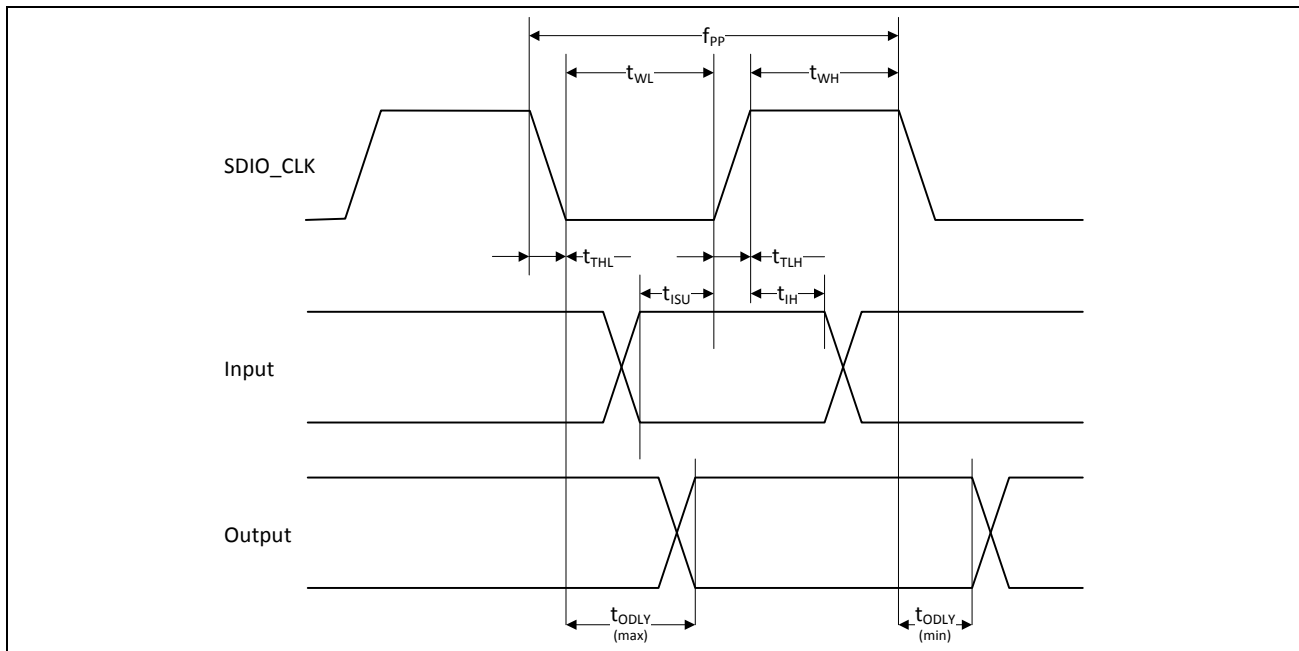 fPP
tWL
tWH
SDIO_CLK
tTHL
tTLH
tISU
tIH
Input
Output
tODLY
(max)
tODLY
(min)